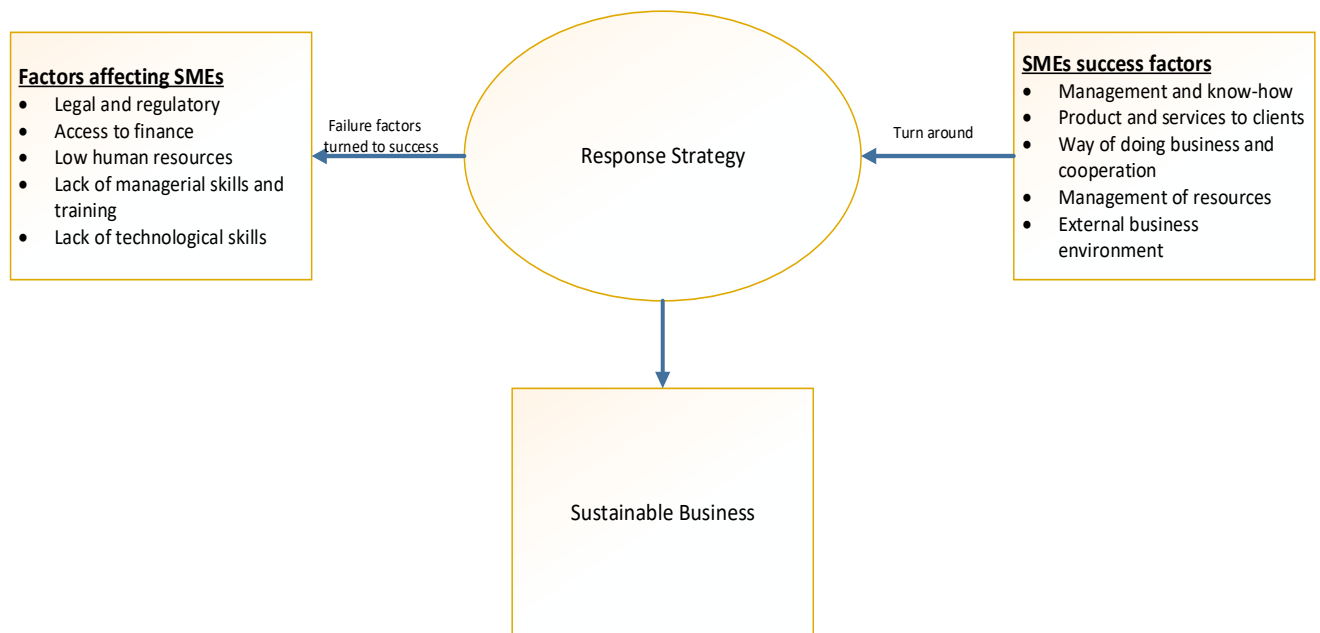 Factors affecting SMEs
• Legal and regulatory
• Access to finance
• Low human resources
• Lack of managerial skills and
training
• Lack of technological skills
Failure factors
turned to success
Response Strategy
Turn around
SMEs success factors
• Management and know-how
• Product and services to clients
• Way of doing business and
cooperation
• Management of resources
• External business
environment
Sustainable Business